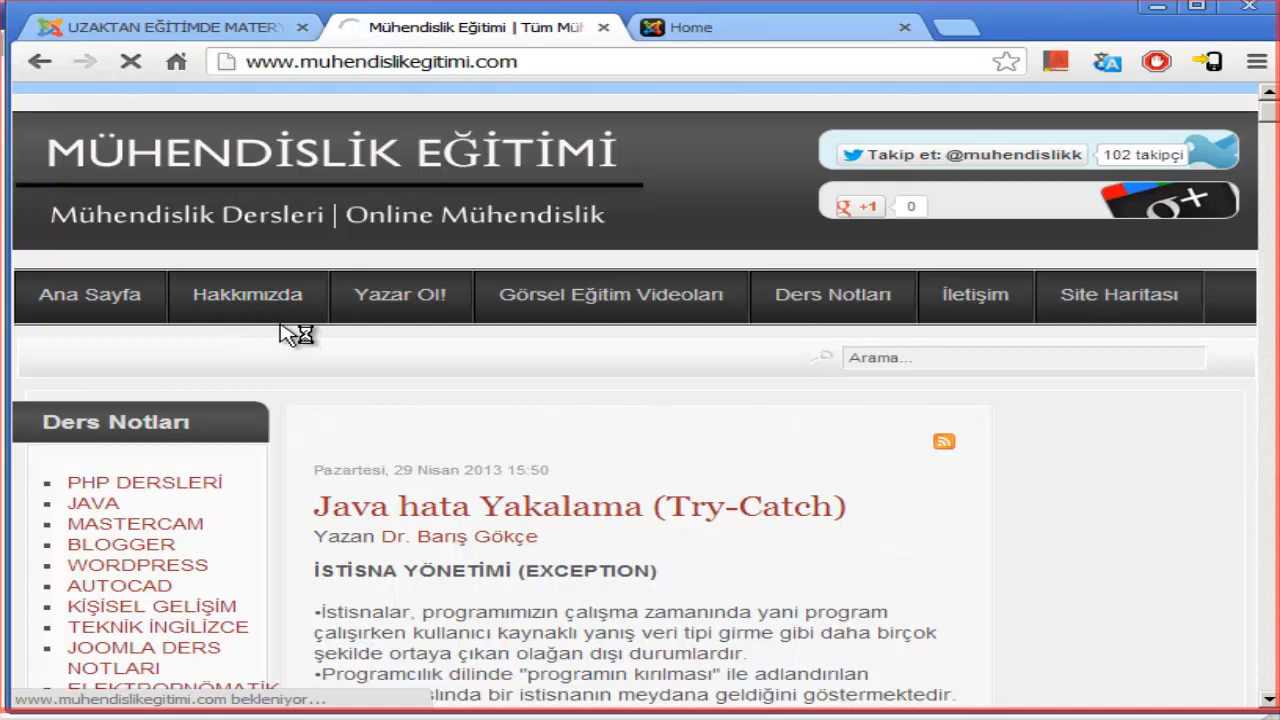 UZAKTAN EĞİTİMDE MATERY
Mühendislik Eğitimi | Tüm Müh
Home
www.muhendislikegitimi.com
MÜHENDİSLİK EĞİTİMİ
Mühendislik Dersleri | Online Mühendislik
Takip et: @muhendislikk
102 takipçi
g +1
0
g+
Ana Sayfa
Hakkımızda
Yazar Ol!
Görsel Eğitim Videoları
Ders Notları
İletişim
Site Haritası
Arama...
Ders Notları
PHP DERSLERİ
JAVA
MASTERCAM
BLOGGER
WORDPRESS
AUTOCAD
KİŞİSEL GELİŞİM
TEKNİK İNGİLİZCE
JOOMLA DERS
NOTLARI
ELEKTROPNÖMATİK
Pazartesi, 29 Nisan 2013 15:50
Java hata Yakalama (Try-Catch)
Yazan Dr. Barış Gökçe
İSTİSNA YÖNETİMİ (EXCEPTION)
•İstisnalar, programımızın çalışma zamanında yani program
çalışırken kullanıcı kaynaklı yanış veri tipi girme gibi daha birçok
şekilde ortaya çıkan olağan dışı durumlardır.
•Programcılık dilinde "programın kırılması" ile adlandırılan
bir istisnanın meydana geldiğini göstermektedir.
www.muhendislikegitimi.com bekleniyor...